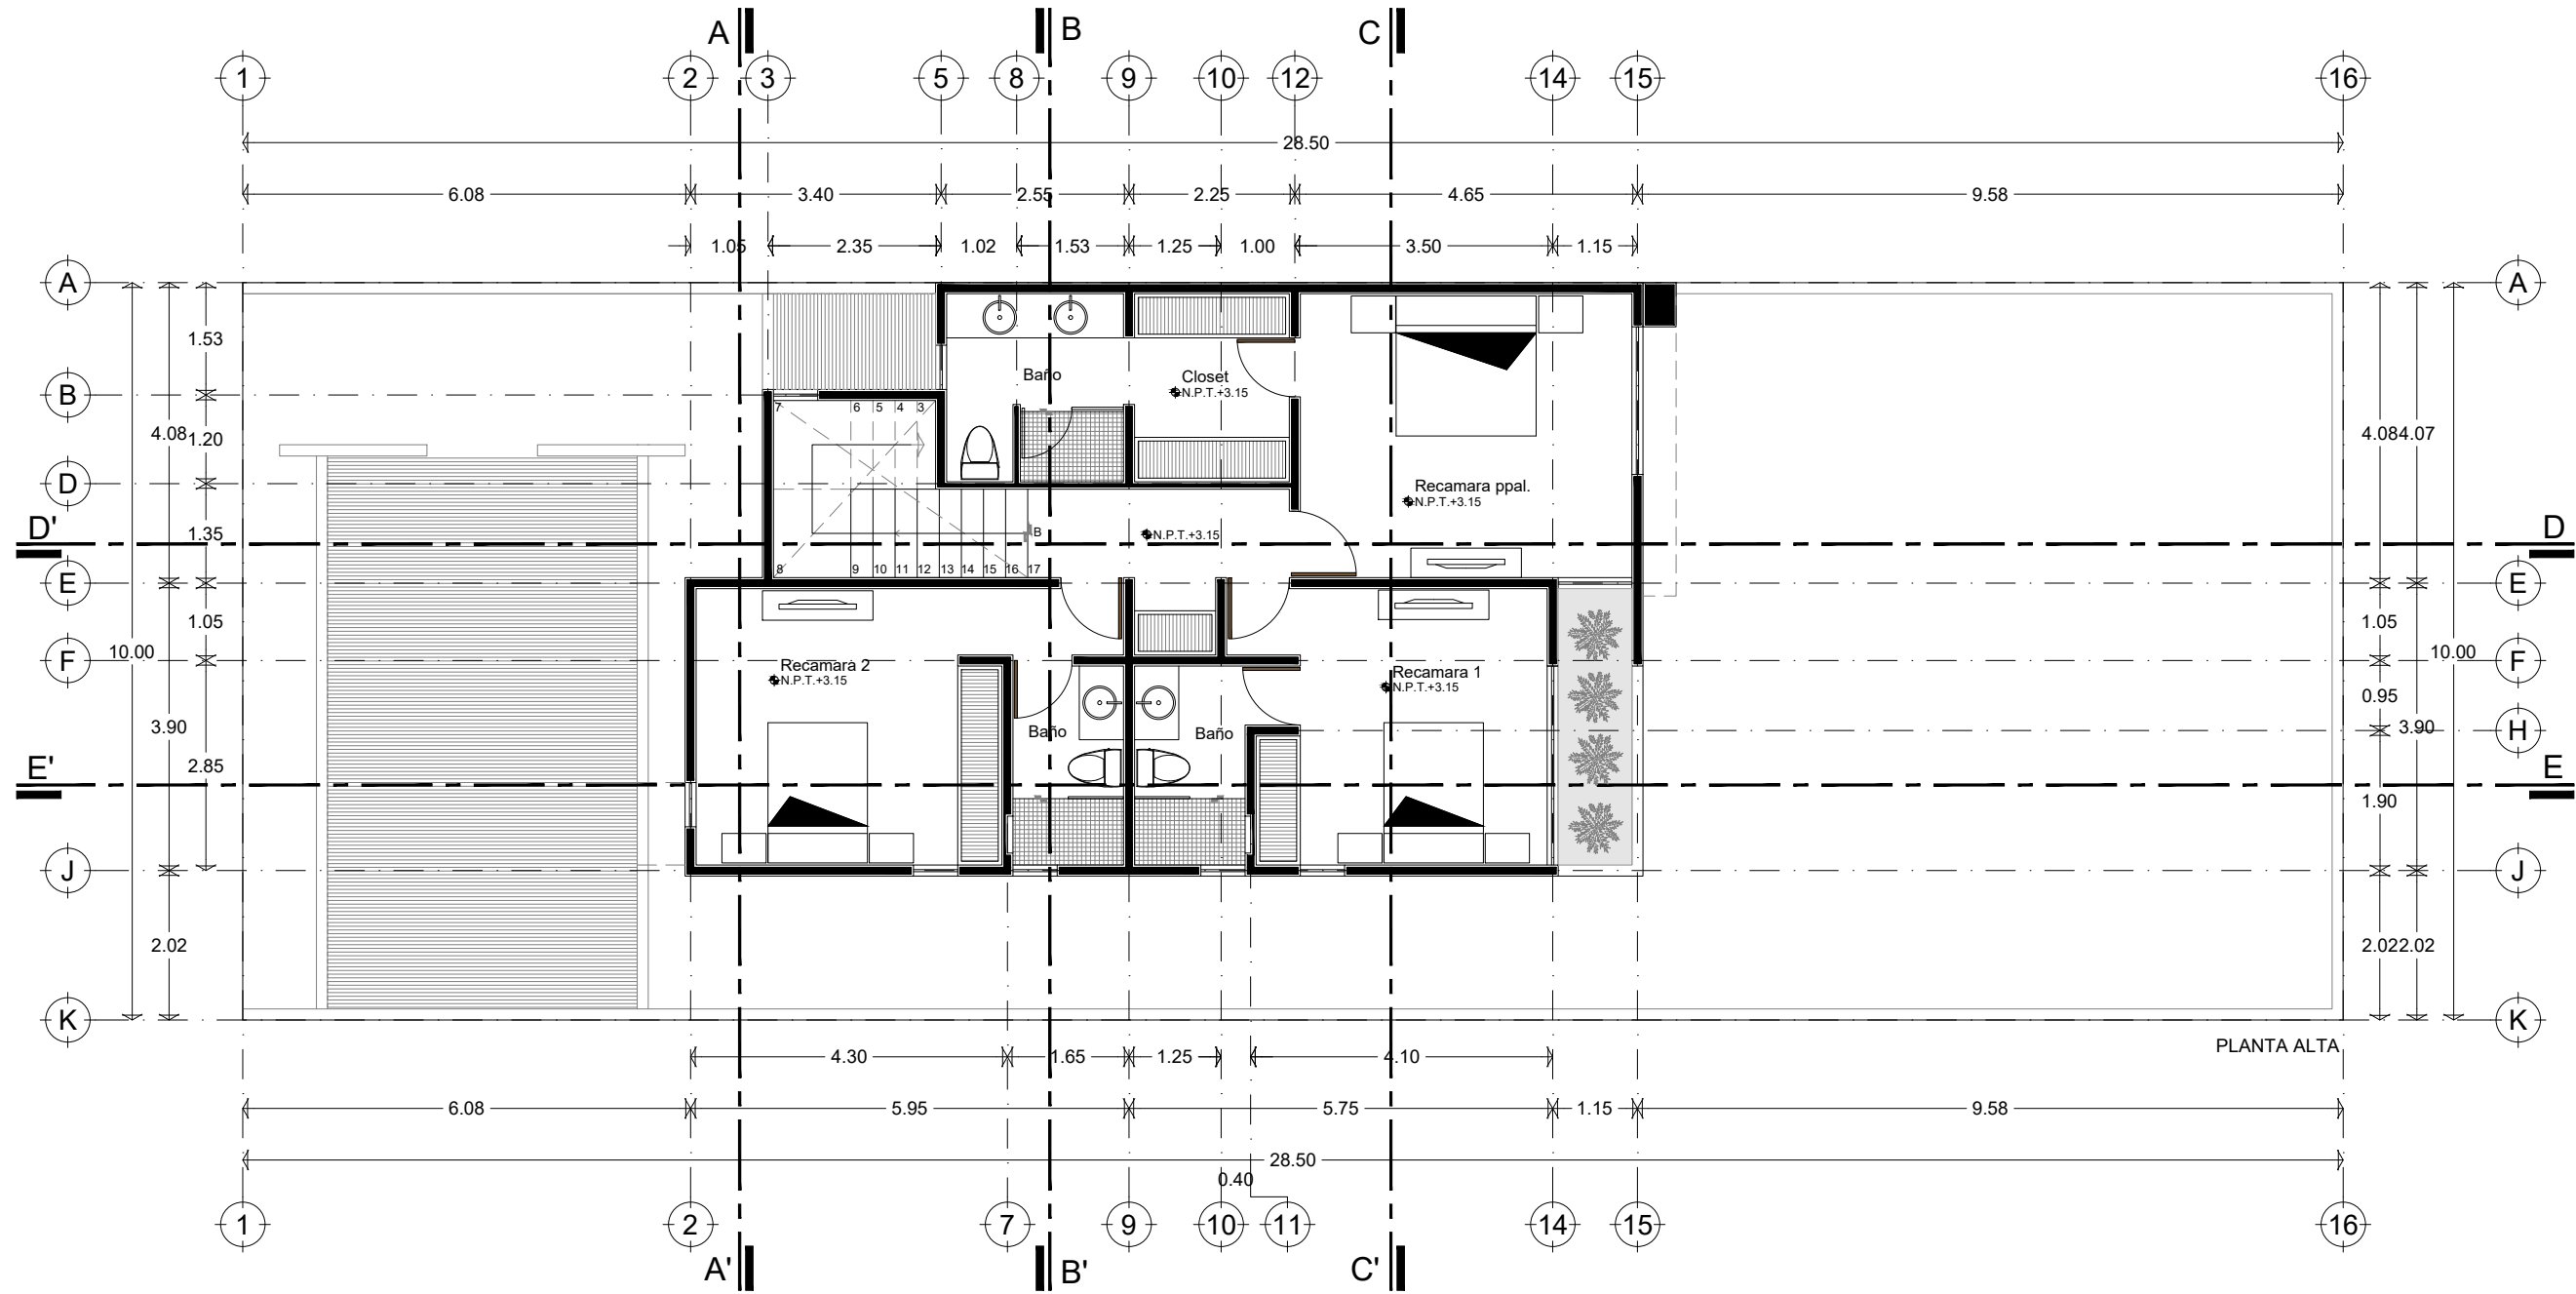 A B C
1 2 3 5 8 9 10 12 14 15 16
28.50
6.08 3.40 2.55 2.25 4.65 9.58
1.05 2.35 1.02 1.53 1.25 1.00 3.50 1.15
A A
1.53
Baño
Closet
N.P.T.+3.15
B
7 6 5 4 3
4.08 1.20 4.08 4.07
D
Recamara ppal.
N.P.T.+3.15
D' D
1.35 B N.P.T.+3.15
8 9 10 11 12 13 14 15 16 17
E E
1.05 1.05
10.00 10.00
F F
Recamara 2
N.P.T.+3.15
Recamara 1
N.P.T.+3.15
0.95
3.90 3.90
Baño Baño
H
2.85
E' E
1.90
J J
2.02 2.02 2.02
K K
PLANTA ALTA
4.30 1.65 1.25 4.10
6.08 5.95 5.75 1.15 9.58
28.50
0.40
1 2 7 9 10 11 14 15 16
A' B' C'